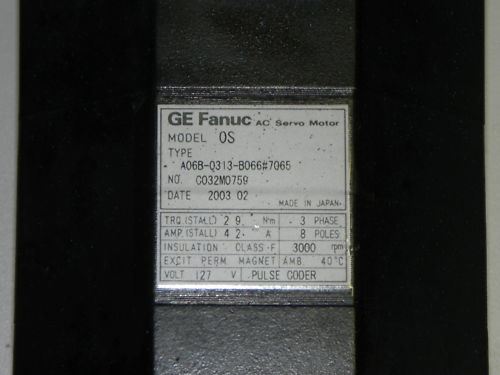 GE Fanuc AC Servo Motor
MODEL 0S
TYPE
A06B-0313-B066#7065
NO. C032M0759
DATE 2003 02
MADE IN JAPAN
TRQ.(STALL) 2.9 Nm 3 PHASE
AMP.(STALL) 4.2 A 8 POLES
INSULATION CLASS-F 3000 rpm
EXCIT PERM. MAGNET AMB. 40°C
VOLT 127 V PULSE CODER